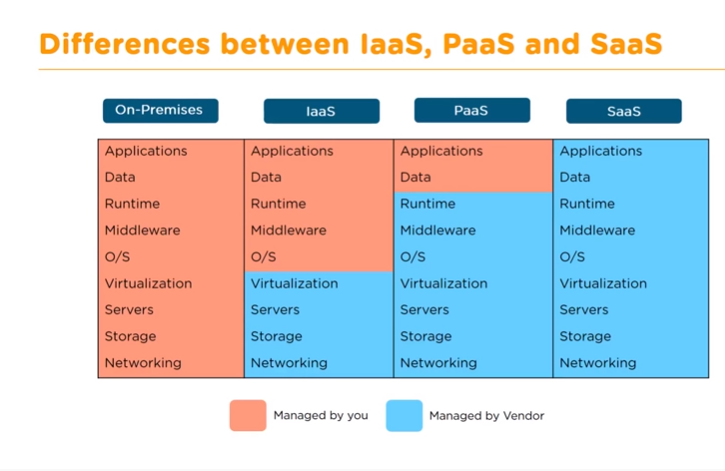 Differences between IaaS, PaaS and SaaS
On-Premises IaaS PaaS SaaS
Applications Applications Applications Applications
Data Data Data Data
Runtime Runtime Runtime Runtime
Middleware Middleware Middleware Middleware
O/S O/S O/S O/S
Virtualization Virtualization Virtualization Virtualization
Servers Servers Servers Servers
Storage Storage Storage Storage
Networking Networking Networking Networking
Managed by you Managed by Vendor